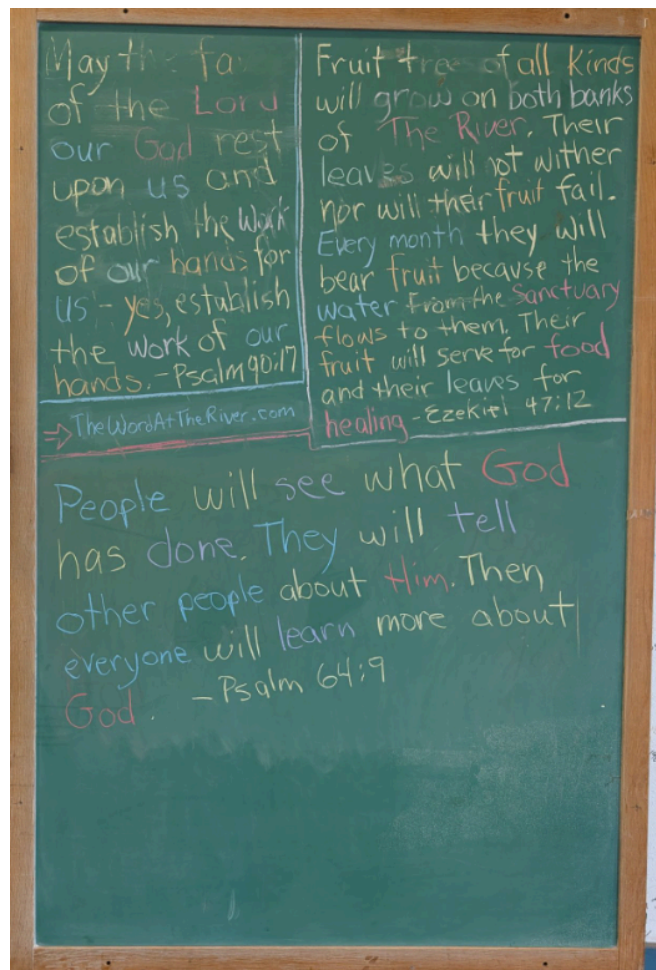 May the fa
of the Lord
our God rest
upon us and
establish the work
of our hands for
us - yes, establish
the work of our
hands. - Psalm 90:17
Fruit tree of all kinds
will grow on both banks
of The River. Their
leaves will not wither
nor will their fruit fail.
Every month they will
bear fruit because the
water from the Sanctuary
flows to them. Their
fruit will serve for food
and their leaves for
healing - Ezekiel 47:12
→ TheWordAtTheRiver.com
People will see what God
has done. They will tell
other people about Him. Then
everyone will learn more about
God. - Psalm 64:9